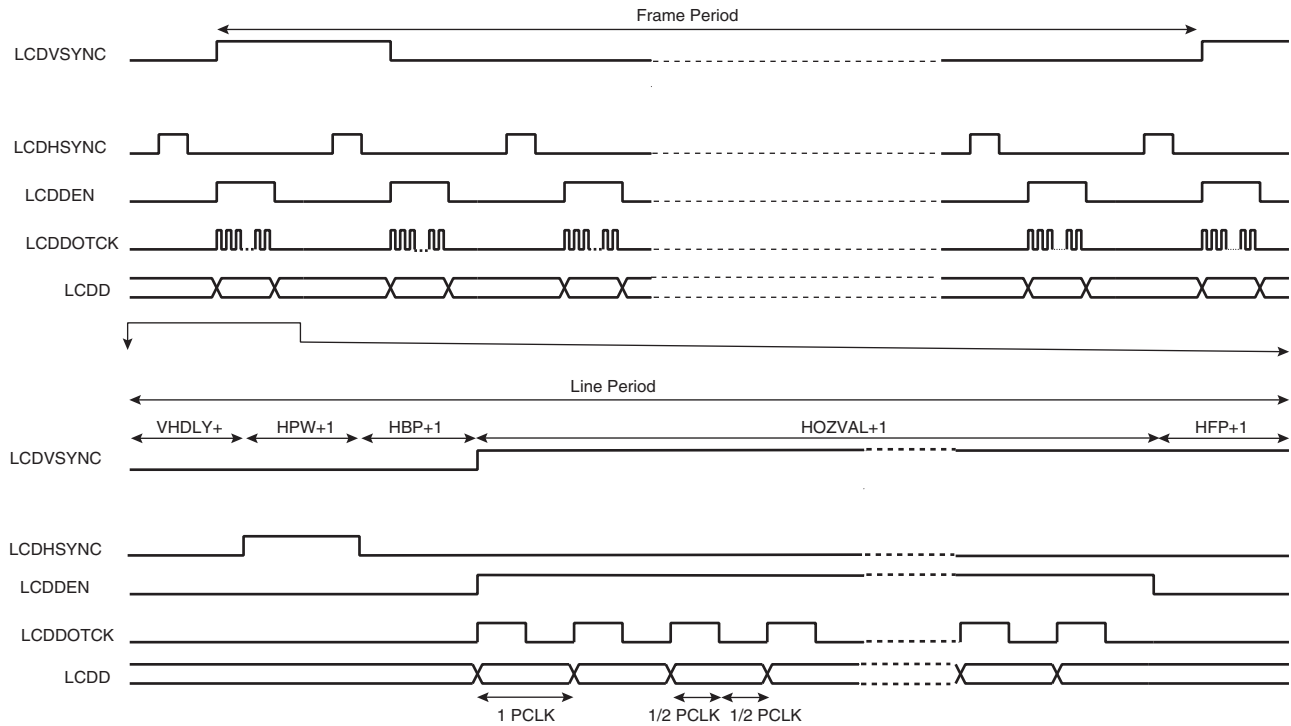 Frame Period
LCDVSYNC
LCDHSYNC
LCDDEN
LCDDOTCK
LCDD
Line Period
VHDLY+ HPW+1 HBP+1 HOZVAL+1 HFP+1
LCDVSYNC
LCDHSYNC
LCDDEN
LCDDOTCK
LCDD
1 PCLK 1/2 PCLK 1/2 PCLK